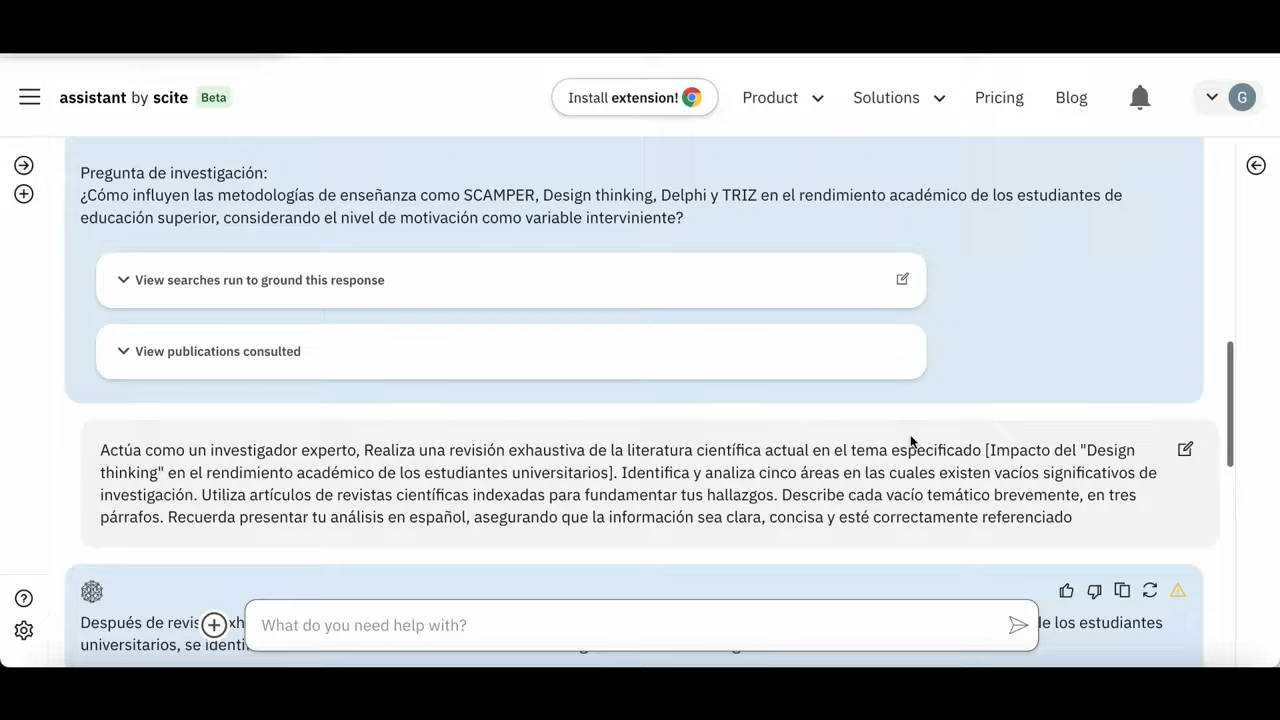 assistant by scite Beta
Install extension!
Product
Solutions
Pricing
Blog
G
Pregunta de investigación:
¿Cómo influyen las metodologías de enseñanza como SCAMPER, Design thinking, Delphi y TRIZ en el rendimiento académico de los estudiantes de
educación superior, considerando el nivel de motivación como variable interviniente?
View searches run to ground this response
View publications consulted
Actúa como un investigador experto, Realiza una revisión exhaustiva de la literatura científica actual en el tema especificado [Impacto del "Design
thinking" en el rendimiento académico de los estudiantes universitarios]. Identifica y analiza cinco áreas en las cuales existen vacíos significativos de
investigación. Utiliza artículos de revistas científicas indexadas para fundamentar tus hallazgos. Describe cada vacío temático brevemente, en tres
párrafos. Recuerda presentar tu análisis en español, asegurando que la información sea clara, concisa y esté correctamente referenciado
Después de
de los estudiantes
universitarios, se
What do you need help with?